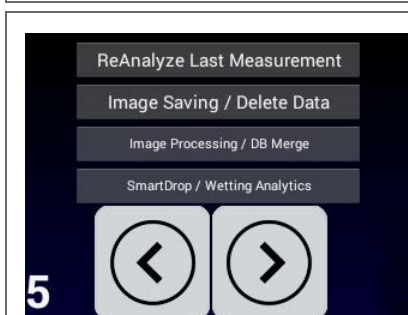 ReAnalyze Last Measurement
Image Saving / Delete Data
Image Processing / DB Merge
SmartDrop / Wetting Analytics
5